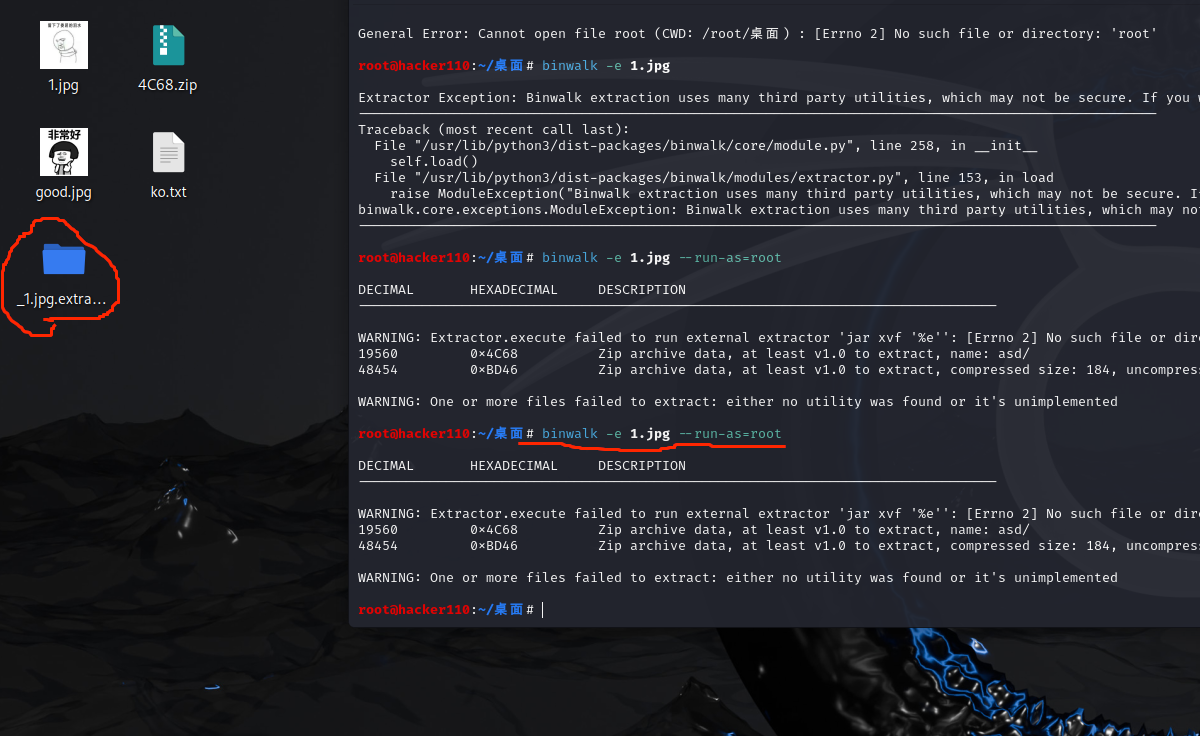 1.jpg
4C68.zip
非常好
good.jpg
ko.txt
_1.jpg.extra...
General Error: Cannot open file root (CWD: /root/桌面) : [Errno 2] No such file or directory: 'root'
root@hacker110:~/桌面# binwalk -e 1.jpg
Extractor Exception: Binwalk extraction uses many third party utilities, which may not be secure. If you
Traceback (most recent call last):
File "/usr/lib/python3/dist-packages/binwalk/core/module.py", line 258, in __init__
self.load()
File "/usr/lib/python3/dist-packages/binwalk/modules/extractor.py", line 153, in load
raise ModuleException("Binwalk extraction uses many third party utilities, which may not be secure. I
binwalk.core.exceptions.ModuleException: Binwalk extraction uses many third party utilities, which may no
root@hacker110:~/桌面# binwalk -e 1.jpg --run-as=root
DECIMAL HEXADECIMAL DESCRIPTION
WARNING: Extractor.execute failed to run external extractor 'jar xvf '%e'': [Errno 2] No such file or dire
19560 0×4C68 Zip archive data, at least v1.0 to extract, name: asd/
48454 0×BD46 Zip archive data, at least v1.0 to extract, compressed size: 184, uncompress
WARNING: One or more files failed to extract: either no utility was found or it's unimplemented
root@hacker110:~/桌面# binwalk -e 1.jpg --run-as=root
DECIMAL HEXADECIMAL DESCRIPTION
WARNING: Extractor.execute failed to run external extractor 'jar xvf '%e'': [Errno 2] No such file or dire
19560 0×4C68 Zip archive data, at least v1.0 to extract, name: asd/
48454 0×BD46 Zip archive data, at least v1.0 to extract, compressed size: 184, uncompress
WARNING: One or more files failed to extract: either no utility was found or it's unimplemented
root@hacker110:~/桌面#